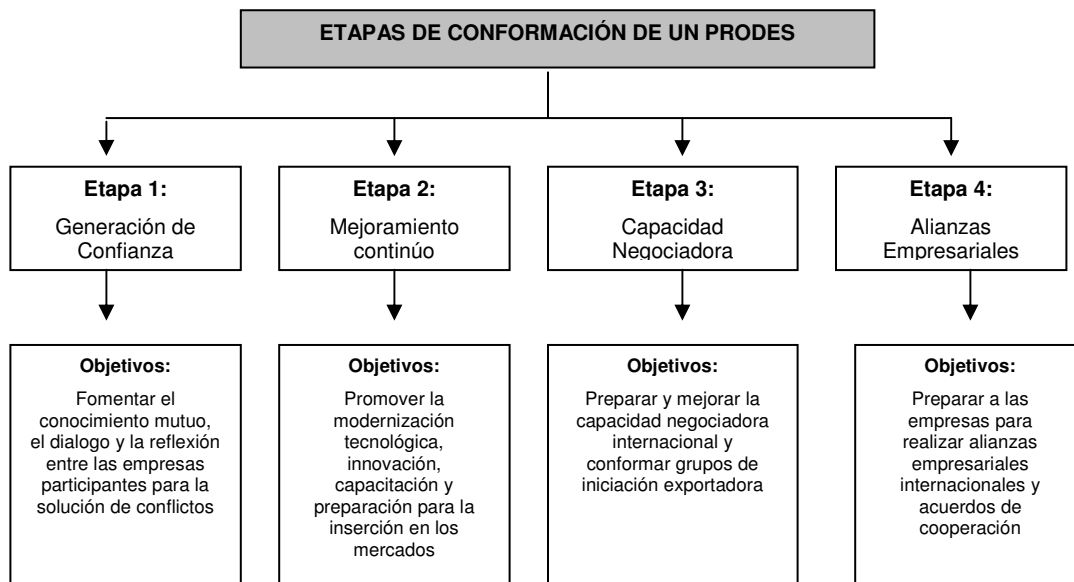 ETAPAS DE CONFORMACIÓN DE UN PRODES
Etapa 1:
Generación de
Confianza
Etapa 2:
Mejoramiento
continúo
Etapa 3:
Capacidad
Negociadora
Etapa 4:
Alianzas
Empresariales
Objetivos:
Fomentar el
conocimiento mutuo,
el dialogo y la reflexión
entre las empresas
participantes para la
solución de conflictos
Objetivos:
Promover la
modernización
tecnológica,
innovación,
capacitación y
preparación para la
inserción en los
mercados
Objetivos:
Preparar y mejorar la
capacidad negociadora
internacional y
conformar grupos de
iniciación exportadora
Objetivos:
Preparar a las
empresas para
realizar alianzas
empresariales
internacionales y
acuerdos de
cooperación